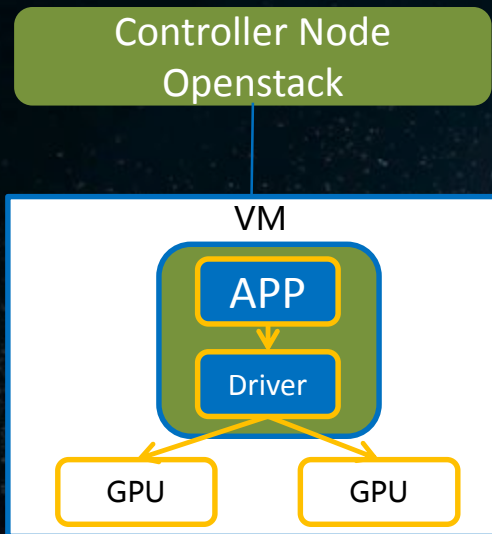 Controller Node
Openstack
VM
APP
Driver
GPU
GPU